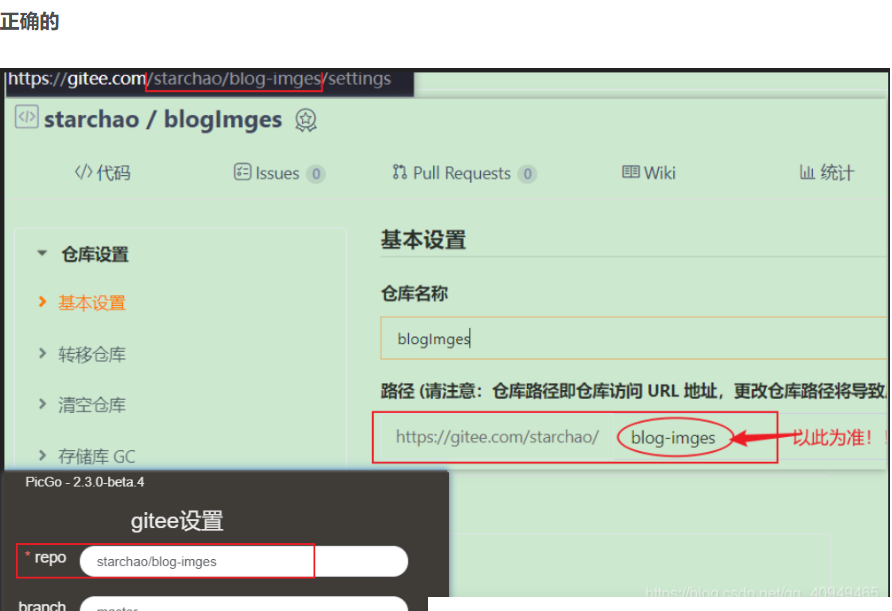 正确的
https://gitee.com/starchao/blog-imges/settings
starchao / blogImges
代码 Issues 0 Pull Requests 0 Wiki 统计
仓库设置
基本设置
转移仓库
清空仓库
存储库 GC
基本设置
仓库名称
blogImges
路径 (请注意：仓库路径即仓库访问 URL 地址，更改仓库路径将导致
https://gitee.com/starchao/ blog-imges 以此为准！
PicGo - 2.3.0-beta.4
gitee设置
* repo starchao/blog-imges
branch master
https://blog.csdn.net/qq_40949465